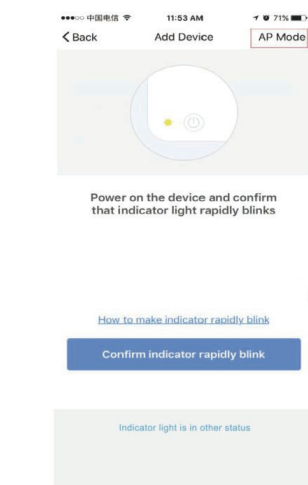 中国电信 11:53 AM 71%
Back Add Device AP Mode
Power on the device and confirm
that indicator light rapidly blinks
How to make indicator rapidly blink
Confirm indicator rapidly blink
Indicator light is in other status